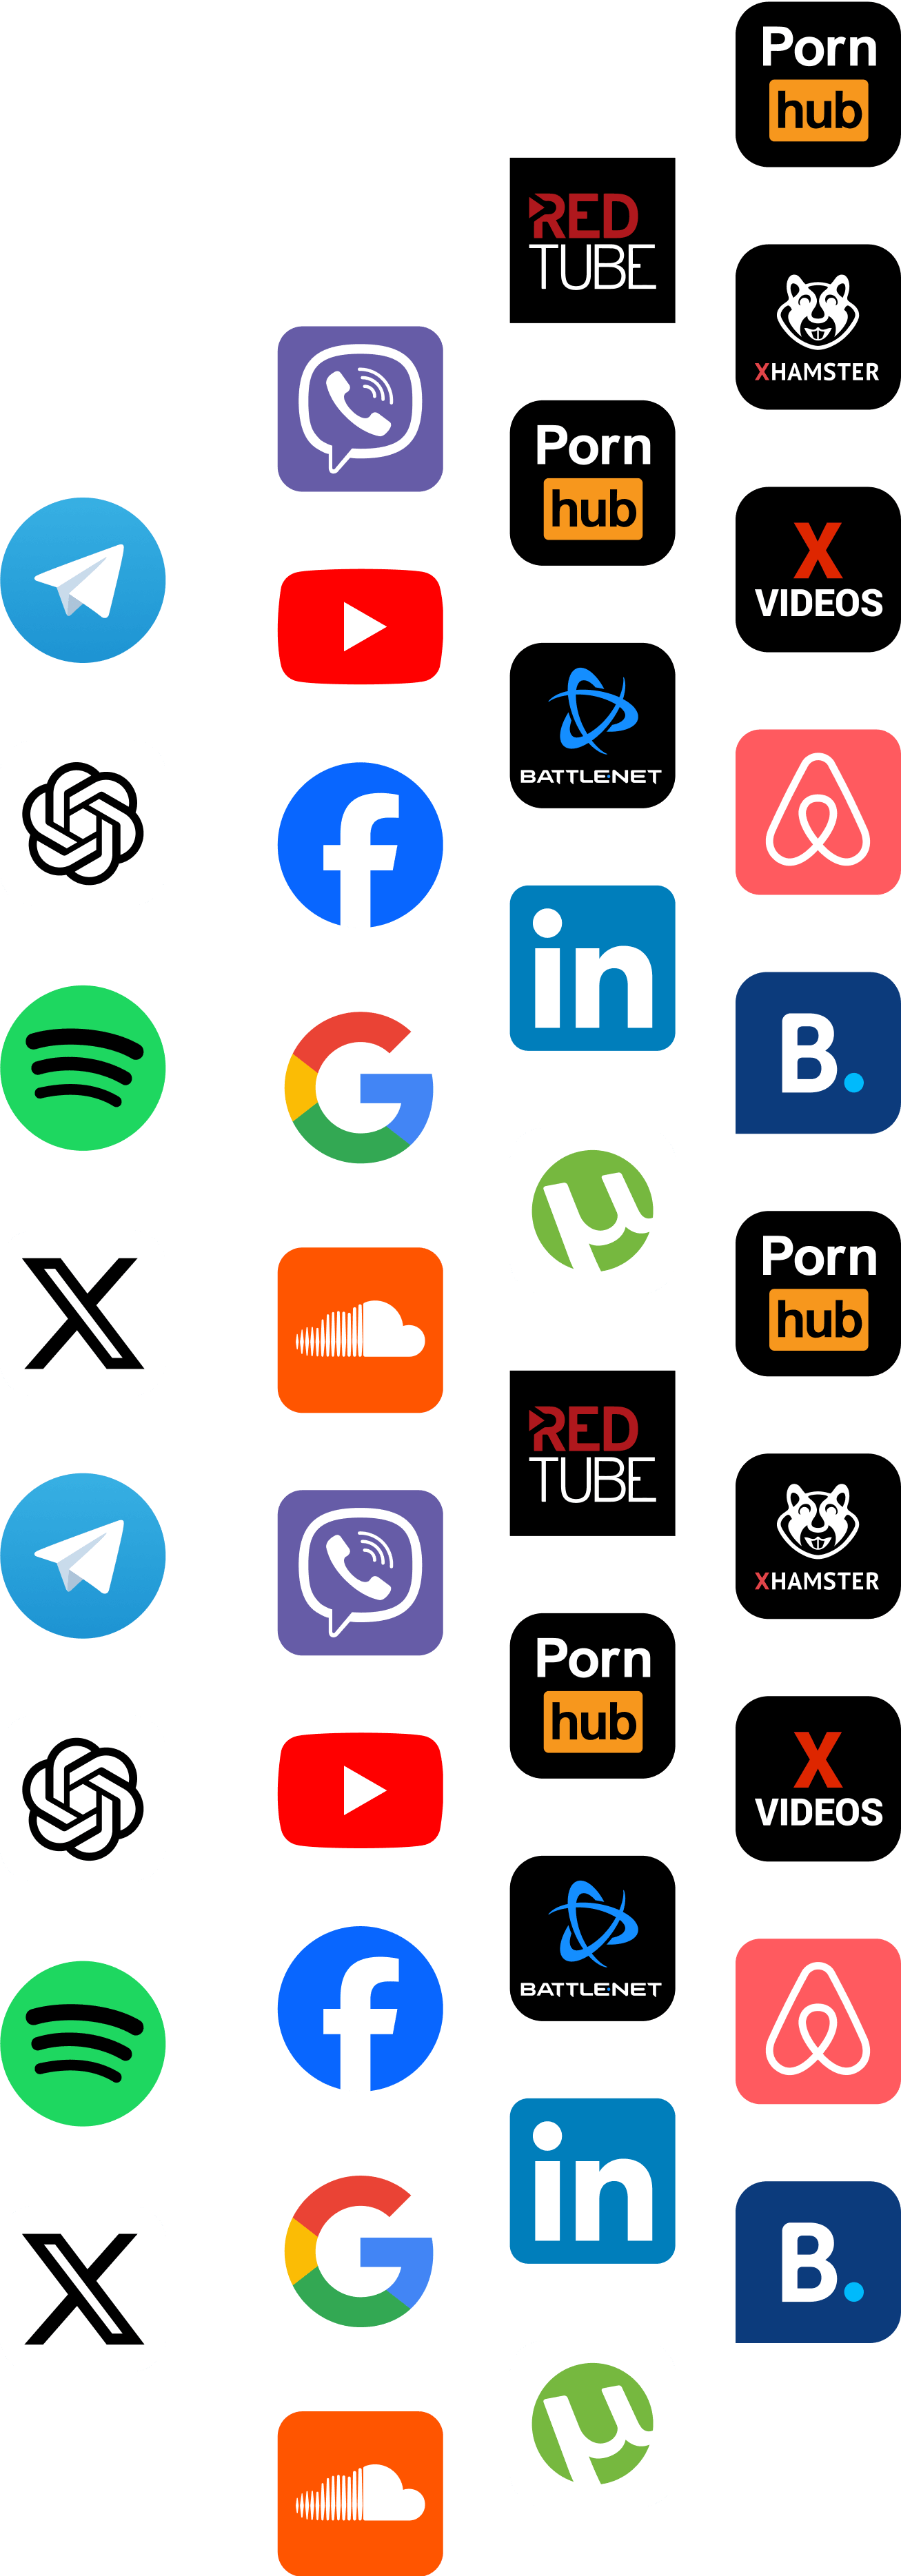 X
X
f
G
f
G
RED
TUBE
Porn
hub
BATTLE.NET
in
µ
RED
TUBE
Porn
hub
BATTLE.NET
in
µ
Porn
hub
XHAMSTER
X
VIDEOS
B.
Porn
hub
XHAMSTER
X
VIDEOS
B.